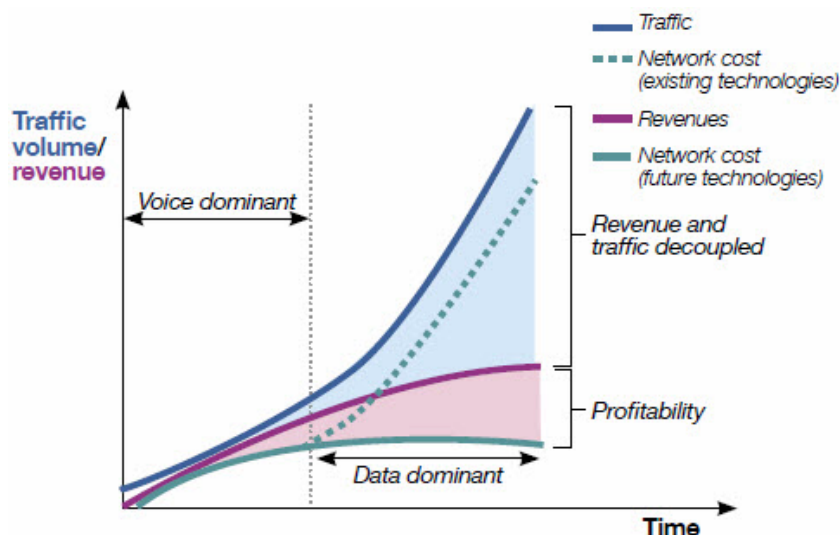 Traffic
Network cost
(existing technologies)
Revenues
Network cost
(future technologies)
Traffic
volume/
revenue
Voice dominant
Revenue and
traffic decoupled
Profitability
Data dominant
Time